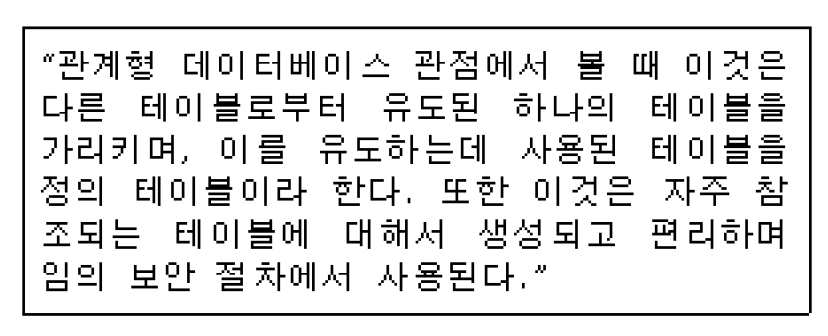 "관계형 데이터베이스 관점에서 볼 때 이것은
다른 테이블로부터 유도된 하나의 테이블을
가리키며, 이를 유도하는데 사용된 테이블을
정의 테이블이라 한다. 또한 이것은 자주 참
조되는 테이블에 대해서 생성되고 편리하며
임의 보안 절차에서 사용된다."